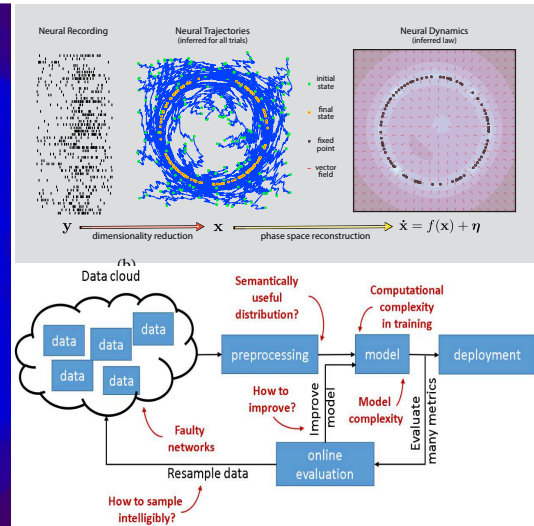 Neural Recording
Neural Trajectories
(inferred for all trials)
Neural Dynamics
(inferred law)
initial
state
final
state
fixed
point
vector
field
y
dimensionality reduction
x
phase space reconstruction
ẋ = f(x) + η
(b)
Data cloud
data
data
data
data
data
Faulty
networks
preprocessing
Semantically
useful
distribution?
Computational
complexity
in training
model
deployment
How to
improve?
Improve
model
Model
complexity
Evaluate
many metrics
online
evaluation
Resample data
How to sample
intelligibly?